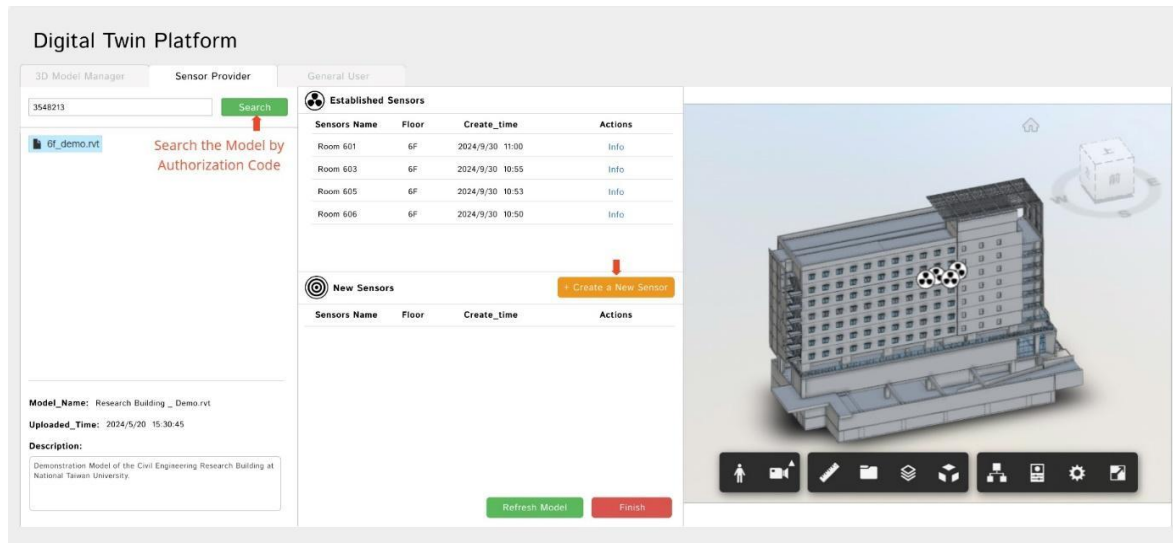 Digital Twin Platform
3D Model Manager
Sensor Provider
General User
3548213
Search
6f_demo.rvt
Search the Model by
Authorization Code
Model_Name: Research Building _ Demo.rvt
Uploaded_Time: 2024/5/20 15:30:45
Description:
Demonstration Model of the Civil Engineering Research Building at
National Taiwan University.
Established Sensors
Sensors Name Floor Create_time Actions
Room 601 6F 2024/9/30 11:00 Info
Room 603 6F 2024/9/30 10:55 Info
Room 605 6F 2024/9/30 10:53 Info
Room 606 6F 2024/9/30 10:50 Info
New Sensors
+ Create a New Sensor
Sensors Name Floor Create_time Actions
Refresh Model
Finish
上
前
S